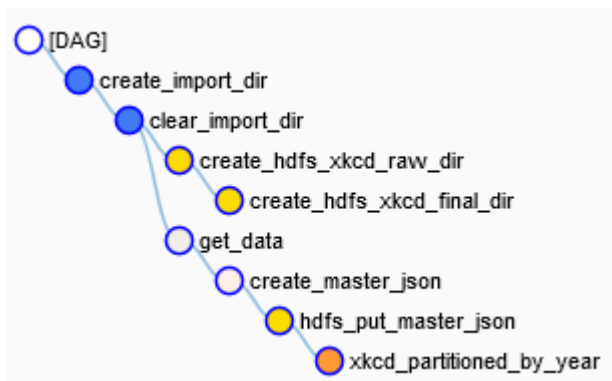 [DAG]
create_import_dir
clear_import_dir
create_hdfs_xkcd_raw_dir
create_hdfs_xkcd_final_dir
get_data
create_master_json
hdfs_put_master_json
xkcd_partitioned_by_year